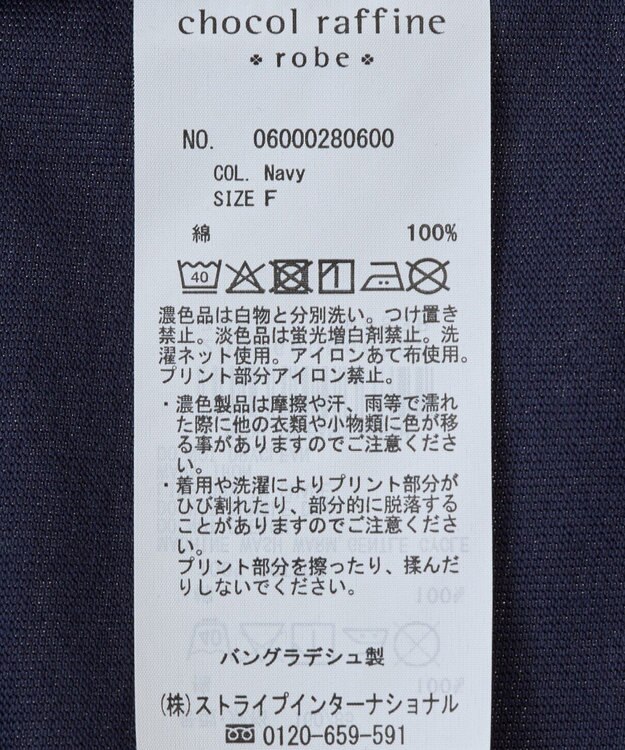 chocol raffine
robe
NO. 06000280600
COL. Navy
SIZE F
綿 100%
40
濃色品は白物と分別洗い。つけ置き
禁止。淡色品は蛍光増白剤禁止。洗
濯ネット使用。アイロンあて布使用。
プリント部分アイロン禁止。
・濃色製品は摩擦や汗、雨等で濡れ
た際に他の衣類や小物類に色が移
る事がありますのでご注意くださ
い。
・着用や洗濯によりプリント部分が
ひび割れたり、部分的に脱落する
ことがありますのでご注意くださ
い。
プリント部分を擦ったり、揉んだ
りしないでください。
バングラデシュ製
(株)ストライプインターナショナル
0120-659-591